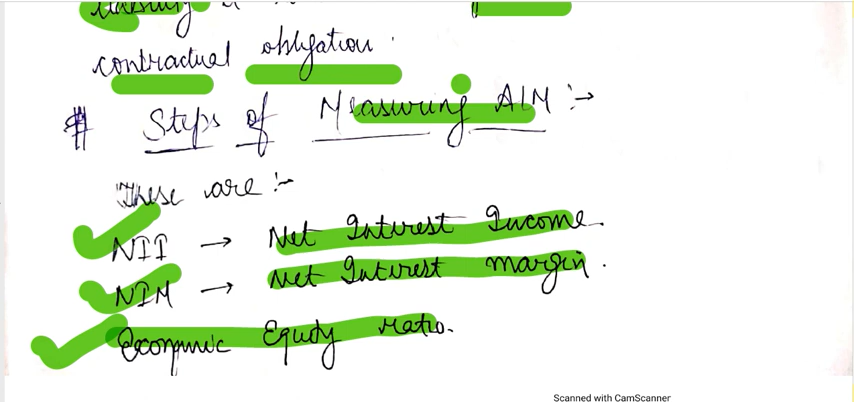 contractual obligation.
# Steps of Measuring ALM :→
These are :-
NII → Net Interest Income.
NIM → Net Interest margin.
Economic Equity ratio.
Scanned with CamScanner